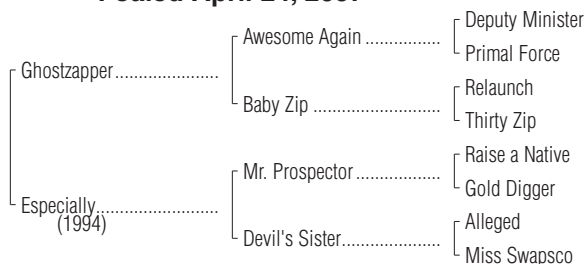 Foaled April 24,
Deputy Minister
Awesome Again
Primal Force
Ghostzapper
Relaunch
Baby Zip
Thirty Zip
Raise a Native
Mr. Prospector
Gold Digger
Especially
(1994)
Alleged
Devil's Sister
Miss Swapsco